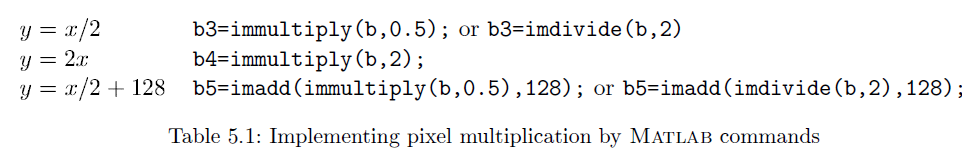 y = x/2 b3=immultiply(b,0.5); or b3=imdivide(b,2)
y = 2x b4=immultiply(b,2);
y = x/2 + 128 b5=imadd(immultiply(b,0.5),128); or b5=imadd(imdivide(b,2),128);
Table 5.1: Implementing pixel multiplication by MATLAB commands